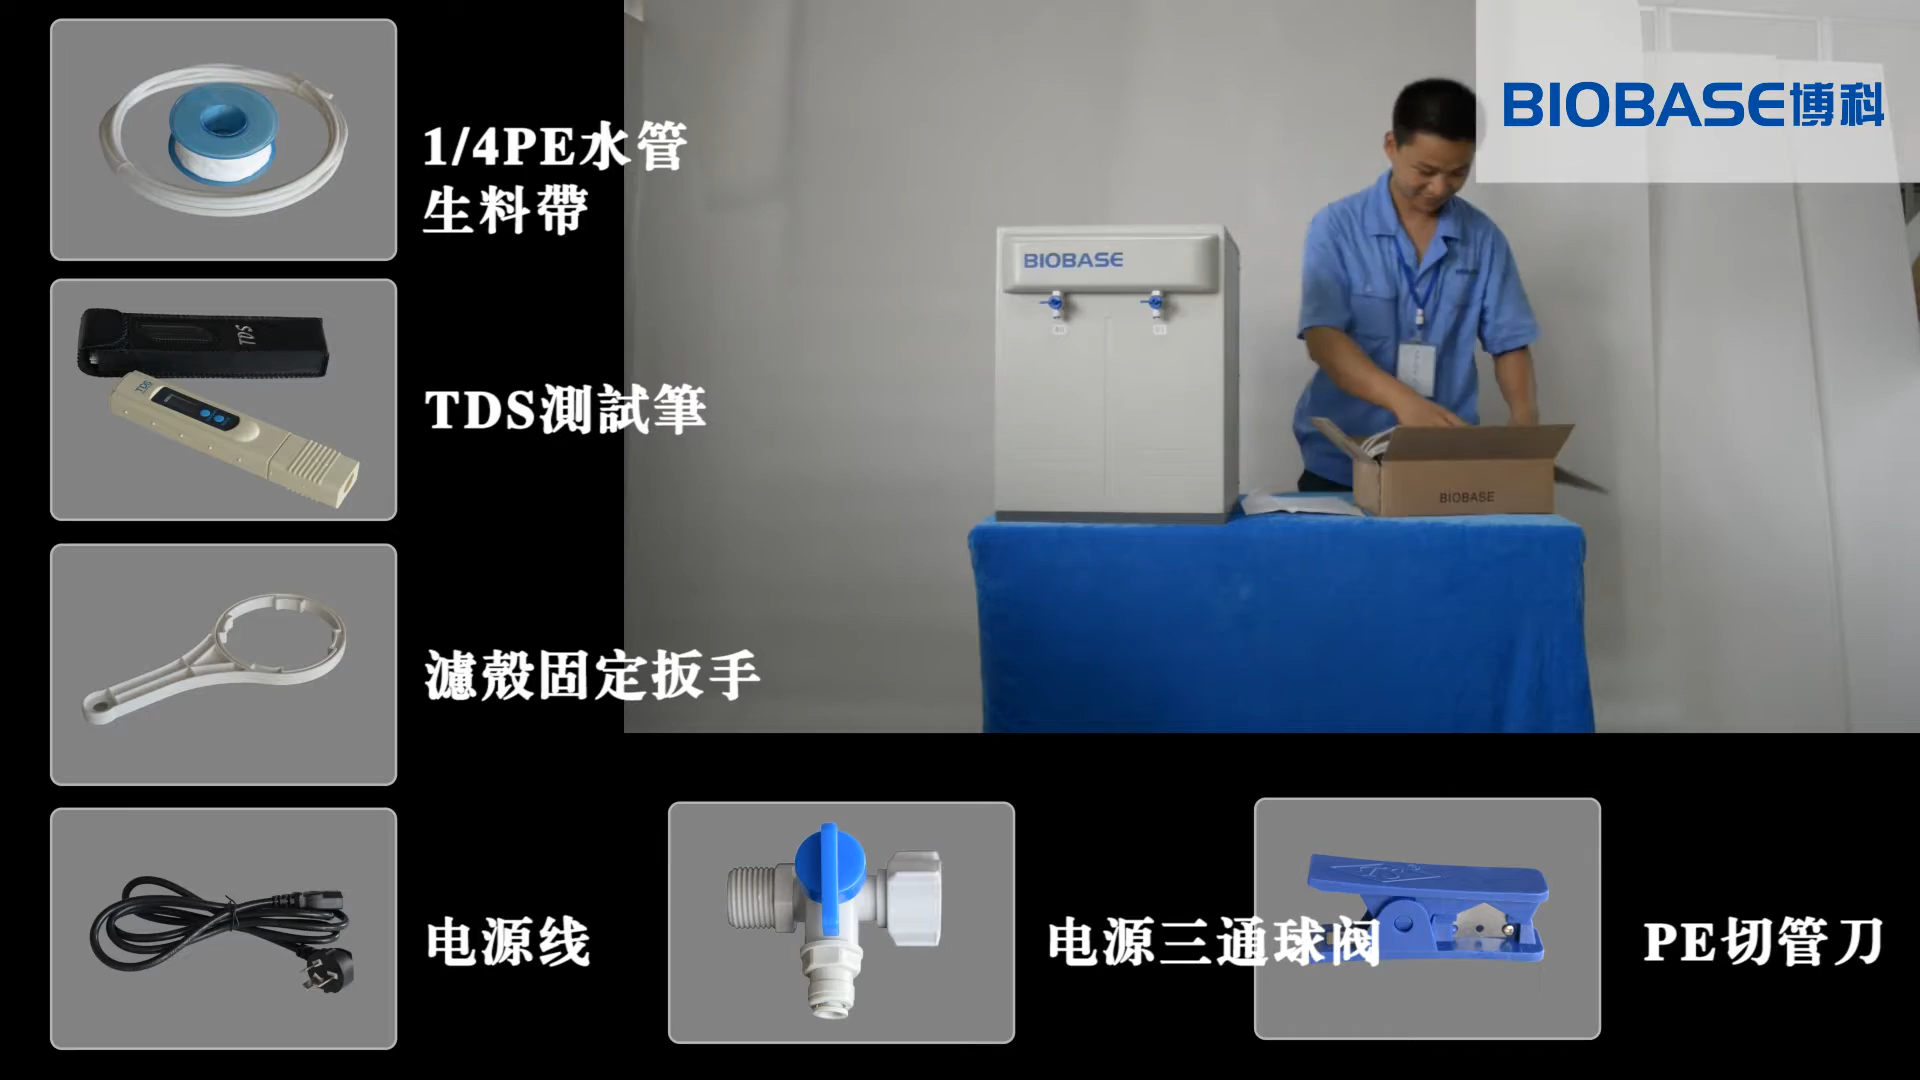 BIOBASE博科
1/4PE水管
生料帶
BIOBASE
TDS
TDS
TDS測試筆
BIOBASE
濾殼固定扳手
电源线
电源三通球阀
PE切管刀